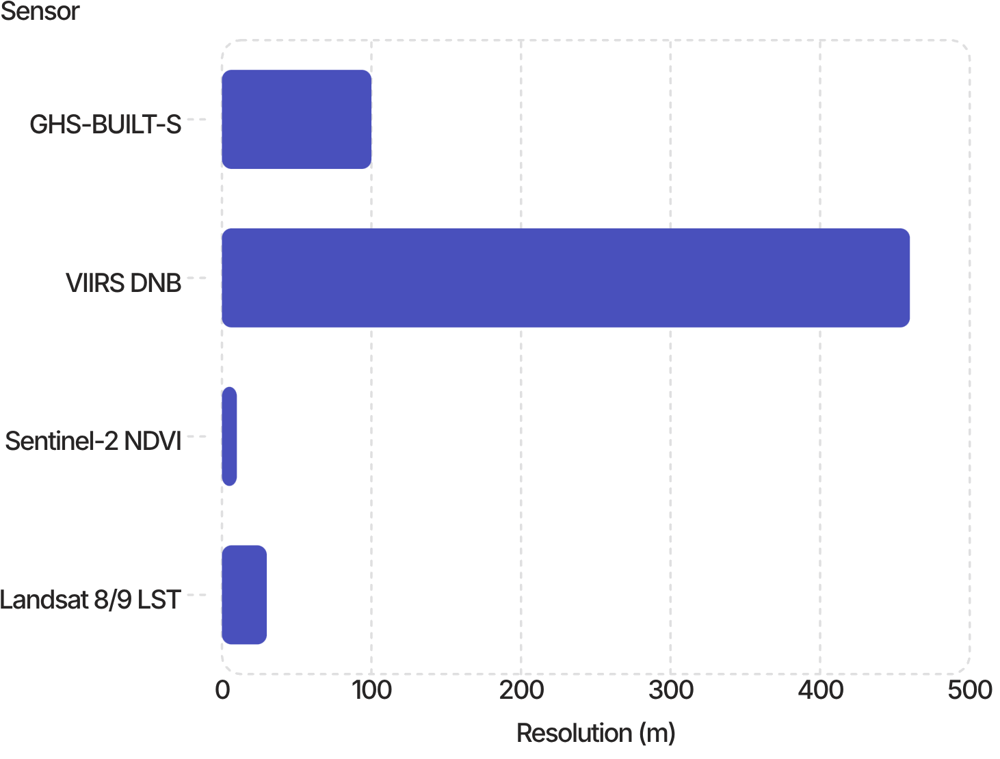 Sensor
GHS-BUILT-S
VIIRS DNB
Sentinel-2 NDVI
Landsat 8/9 LST
0 100 200 300 400 500
Resolution (m)